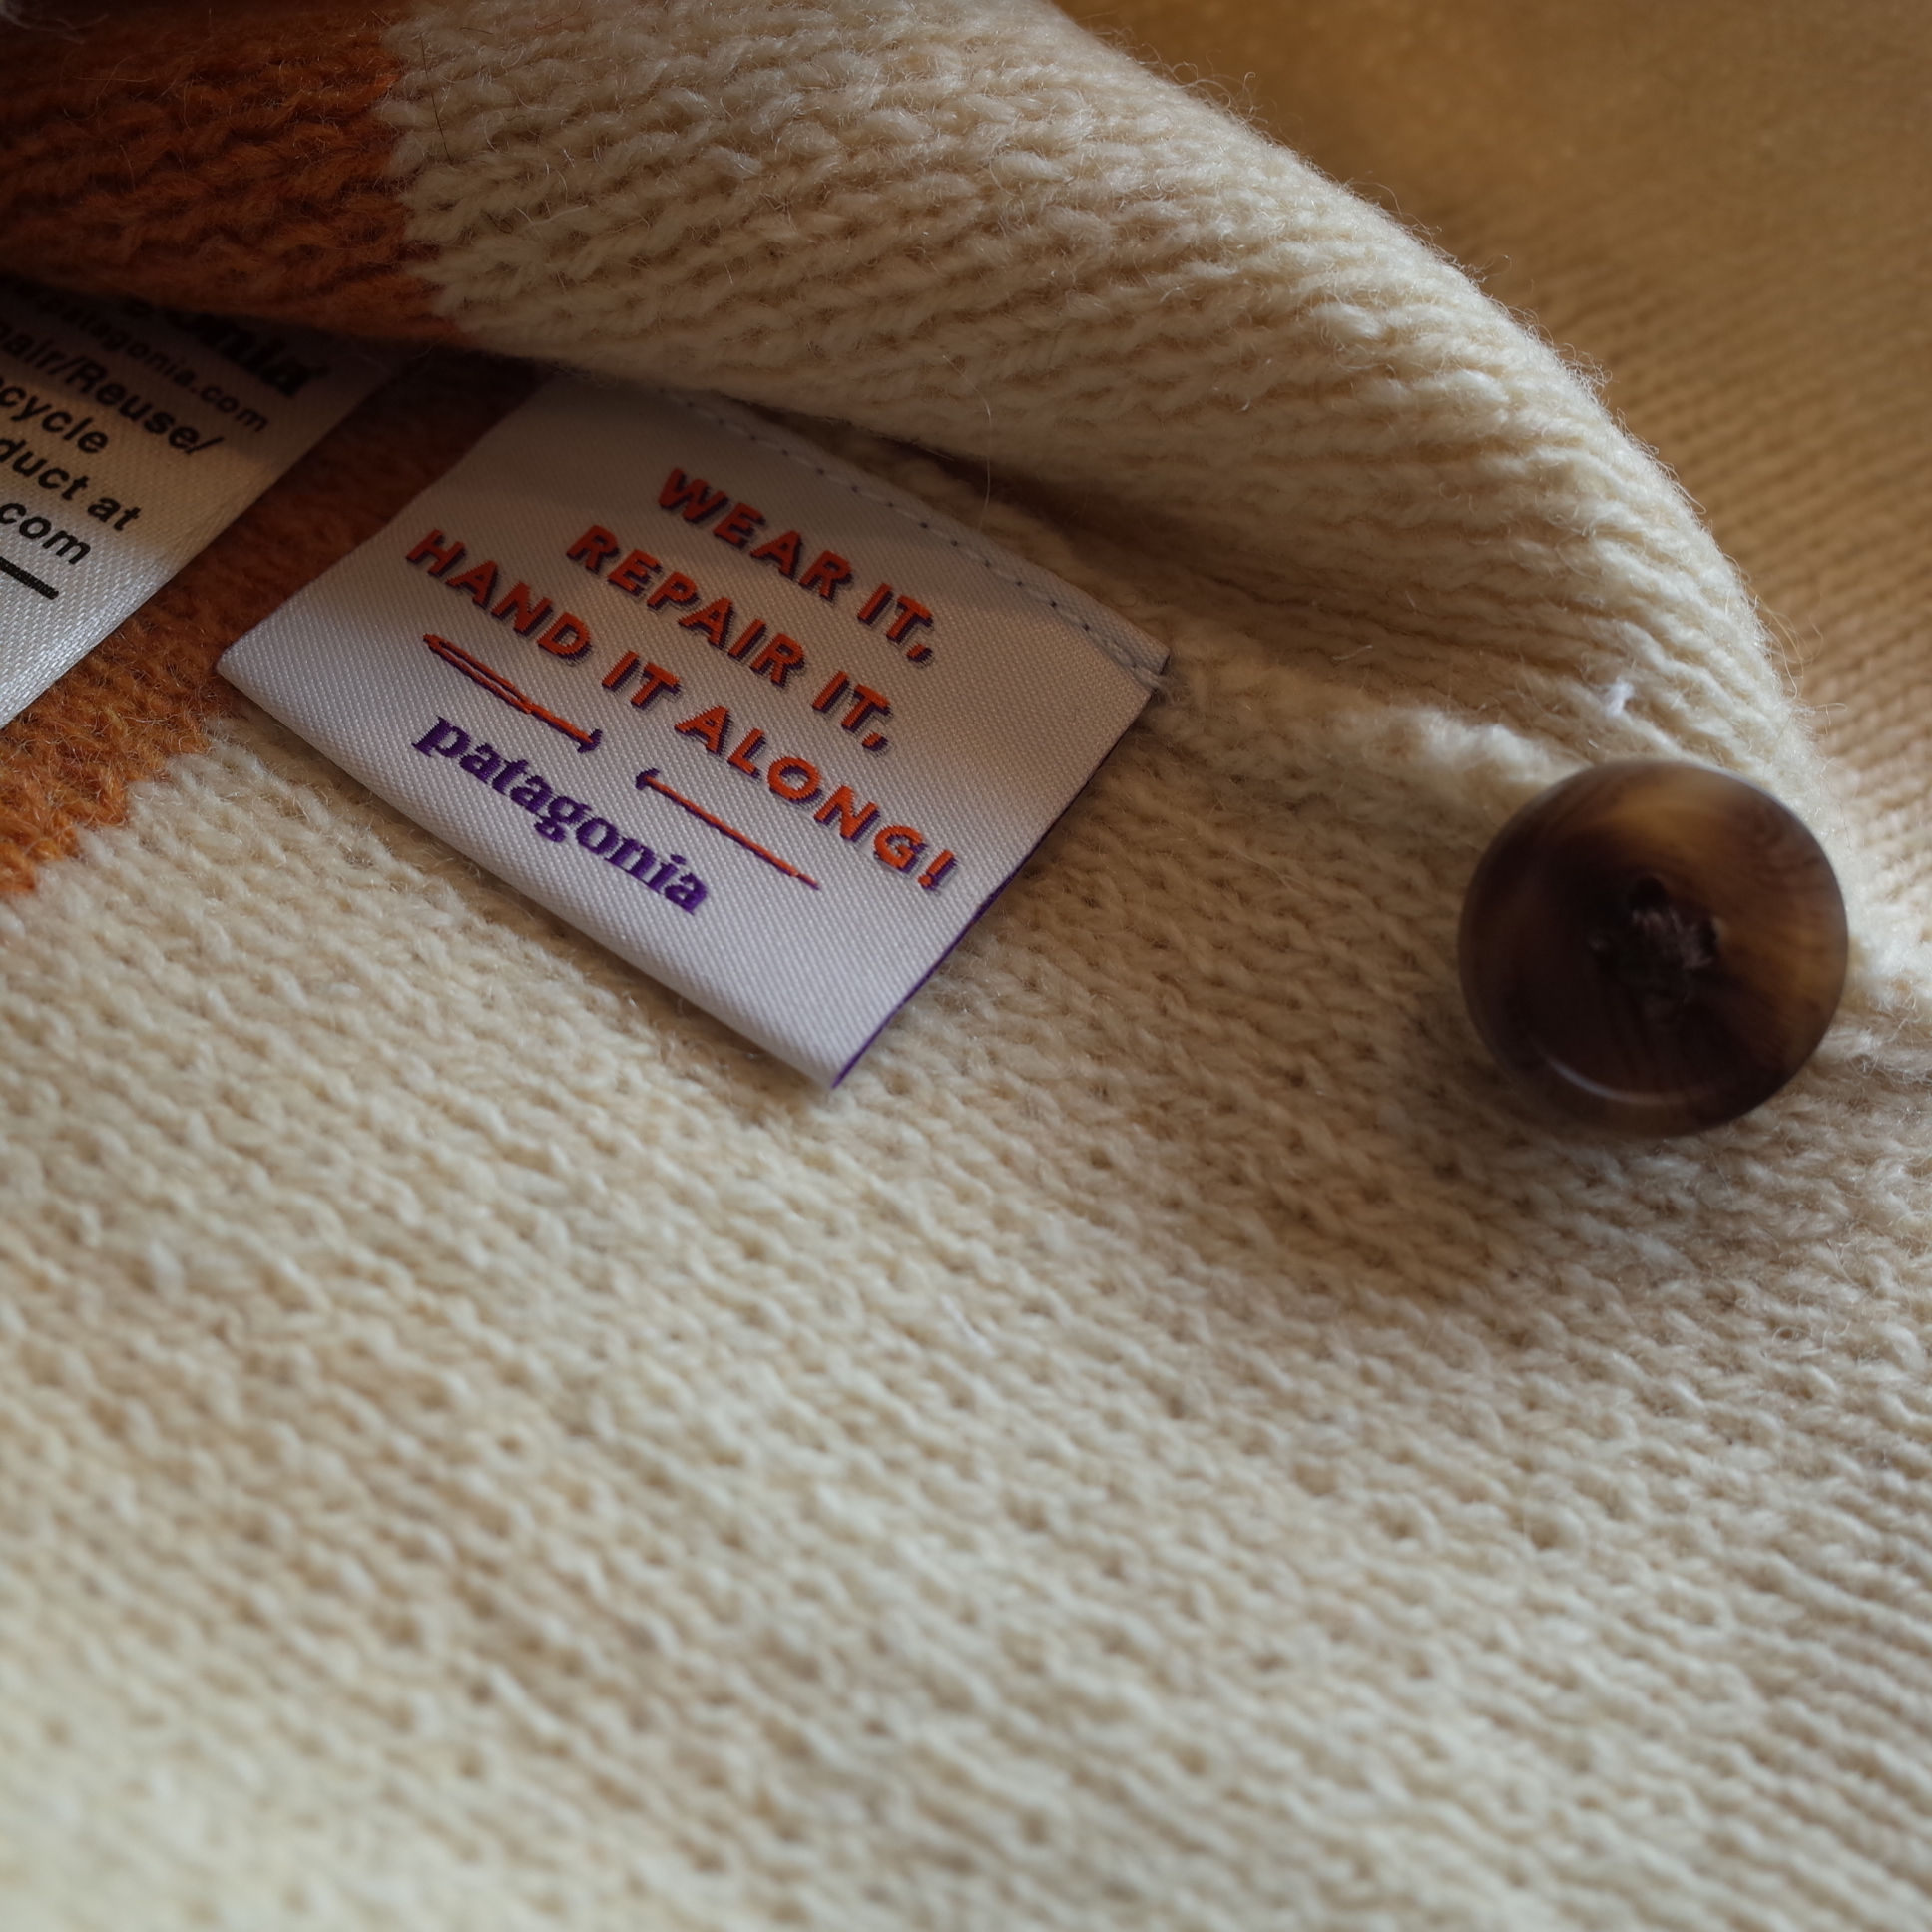 patagonia.com
pair/Reuse/
cycle
duct at
.com
WEAR IT,
REPAIR IT,
HAND IT ALONG!
patagonia